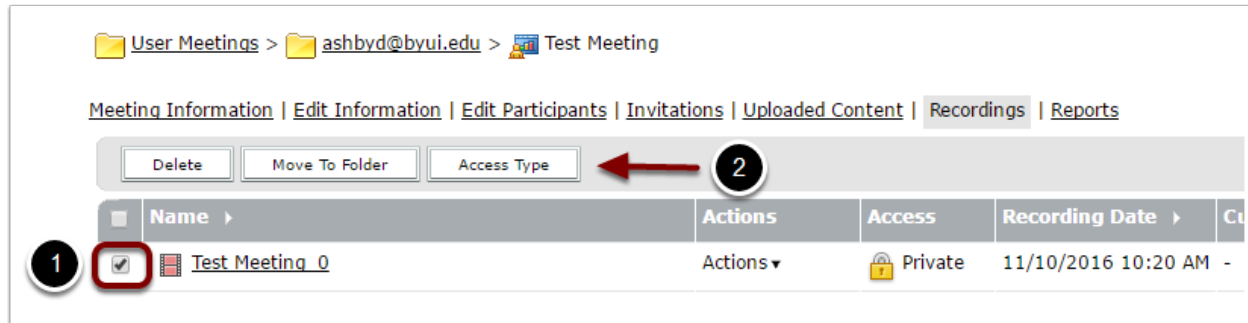 User Meetings > ashbyd@byui.edu > Test Meeting
Meeting Information | Edit Information | Edit Participants | Invitations | Uploaded Content | Recordings | Reports
Delete Move To Folder Access Type 2
Name Actions Access Recording Date
1 Test Meeting_0 Actions Private 11/10/2016 10:20 AM -